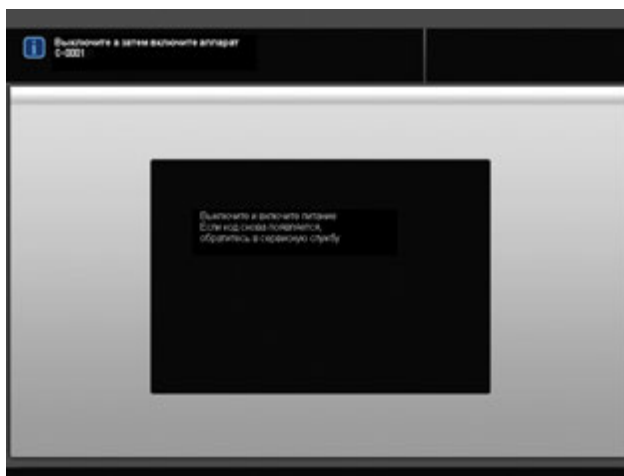 Выключите а затем включите аппарат
C-0001
Выключите и включите питание
Если код снова появляется,
обратитесь в сервисную службу